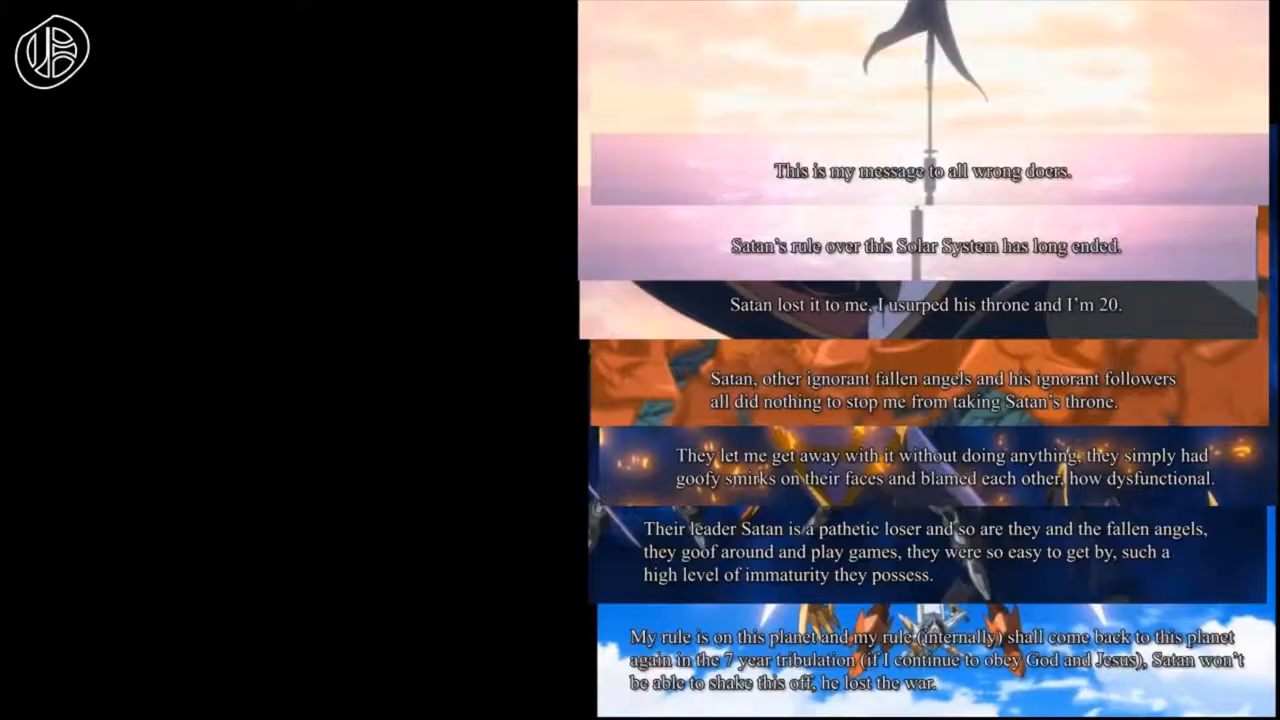 This is my message to all wrong doers.
Satan's rule over this Solar System has long ended.
Satan lost it to me, I usurped his throne and I'm 20.
Satan, other ignorant fallen angels and his ignorant followers
all did nothing to stop me from taking Satan's throne.
They let me get away with it without doing anything, they simply had
goofy smirks on their faces and blamed each other, how dysfunctional.
Their leader Satan is a pathetic loser and so are they and the fallen angels,
they goof around and play games, they were so easy to get by, such a
high level of immaturity they possess.
My rule is on this planet and my rule (internally) shall come back to this planet
again in the 7 year tribulation (if I continue to obey God and Jesus), Satan won't
be able to shake this off, he lost the war.